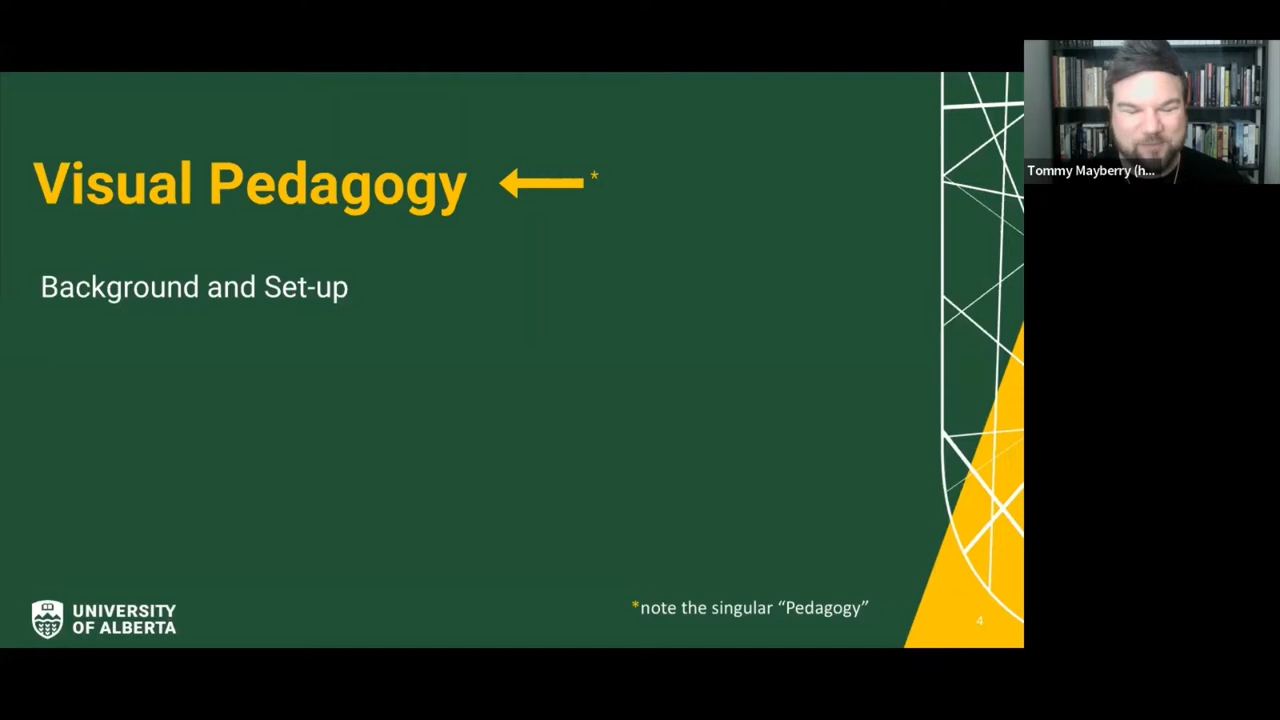 Visual Pedagogy *
Background and Set-up
Tommy Mayberry (h...
*note the singular “Pedagogy”
UNIVERSITY
OF ALBERTA
4